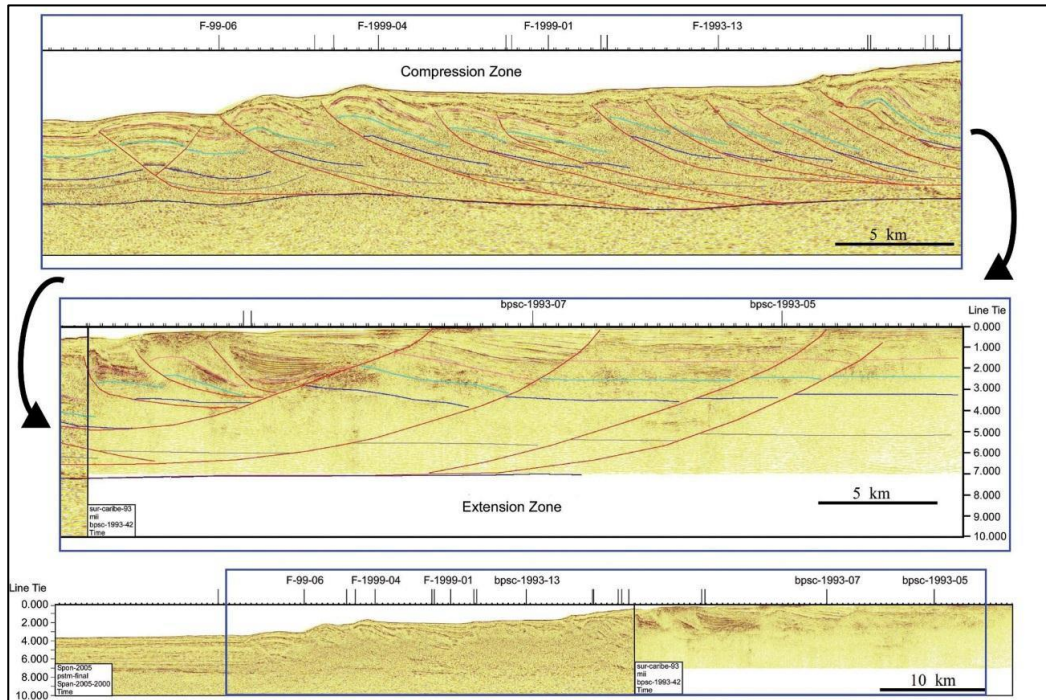 F-99-06 F-1999-04 F-1999-01 F-1993-13
Compression Zone
5 km
bpsc-1993-07 bpsc-1993-05 Line Tie
0.000
1.000
2.000
3.000
4.000
5.000
6.000
7.000
8.000
9.000
10.000
5 km
Extension Zone
sur-caribe-93
mii
bpsc-1993-42
Time
Line Tie F-99-06 F-1999-04 F-1999-01 bpsc-1993-13 bpsc-1993-07 bpsc-1993-05
0.000
2.000
4.000
6.000
8.000
10.000
Spon-2005
pstm-final
Span-2005-2000
Time
sur-caribe-93
mii
bpsc-1993-42
Time
10 km